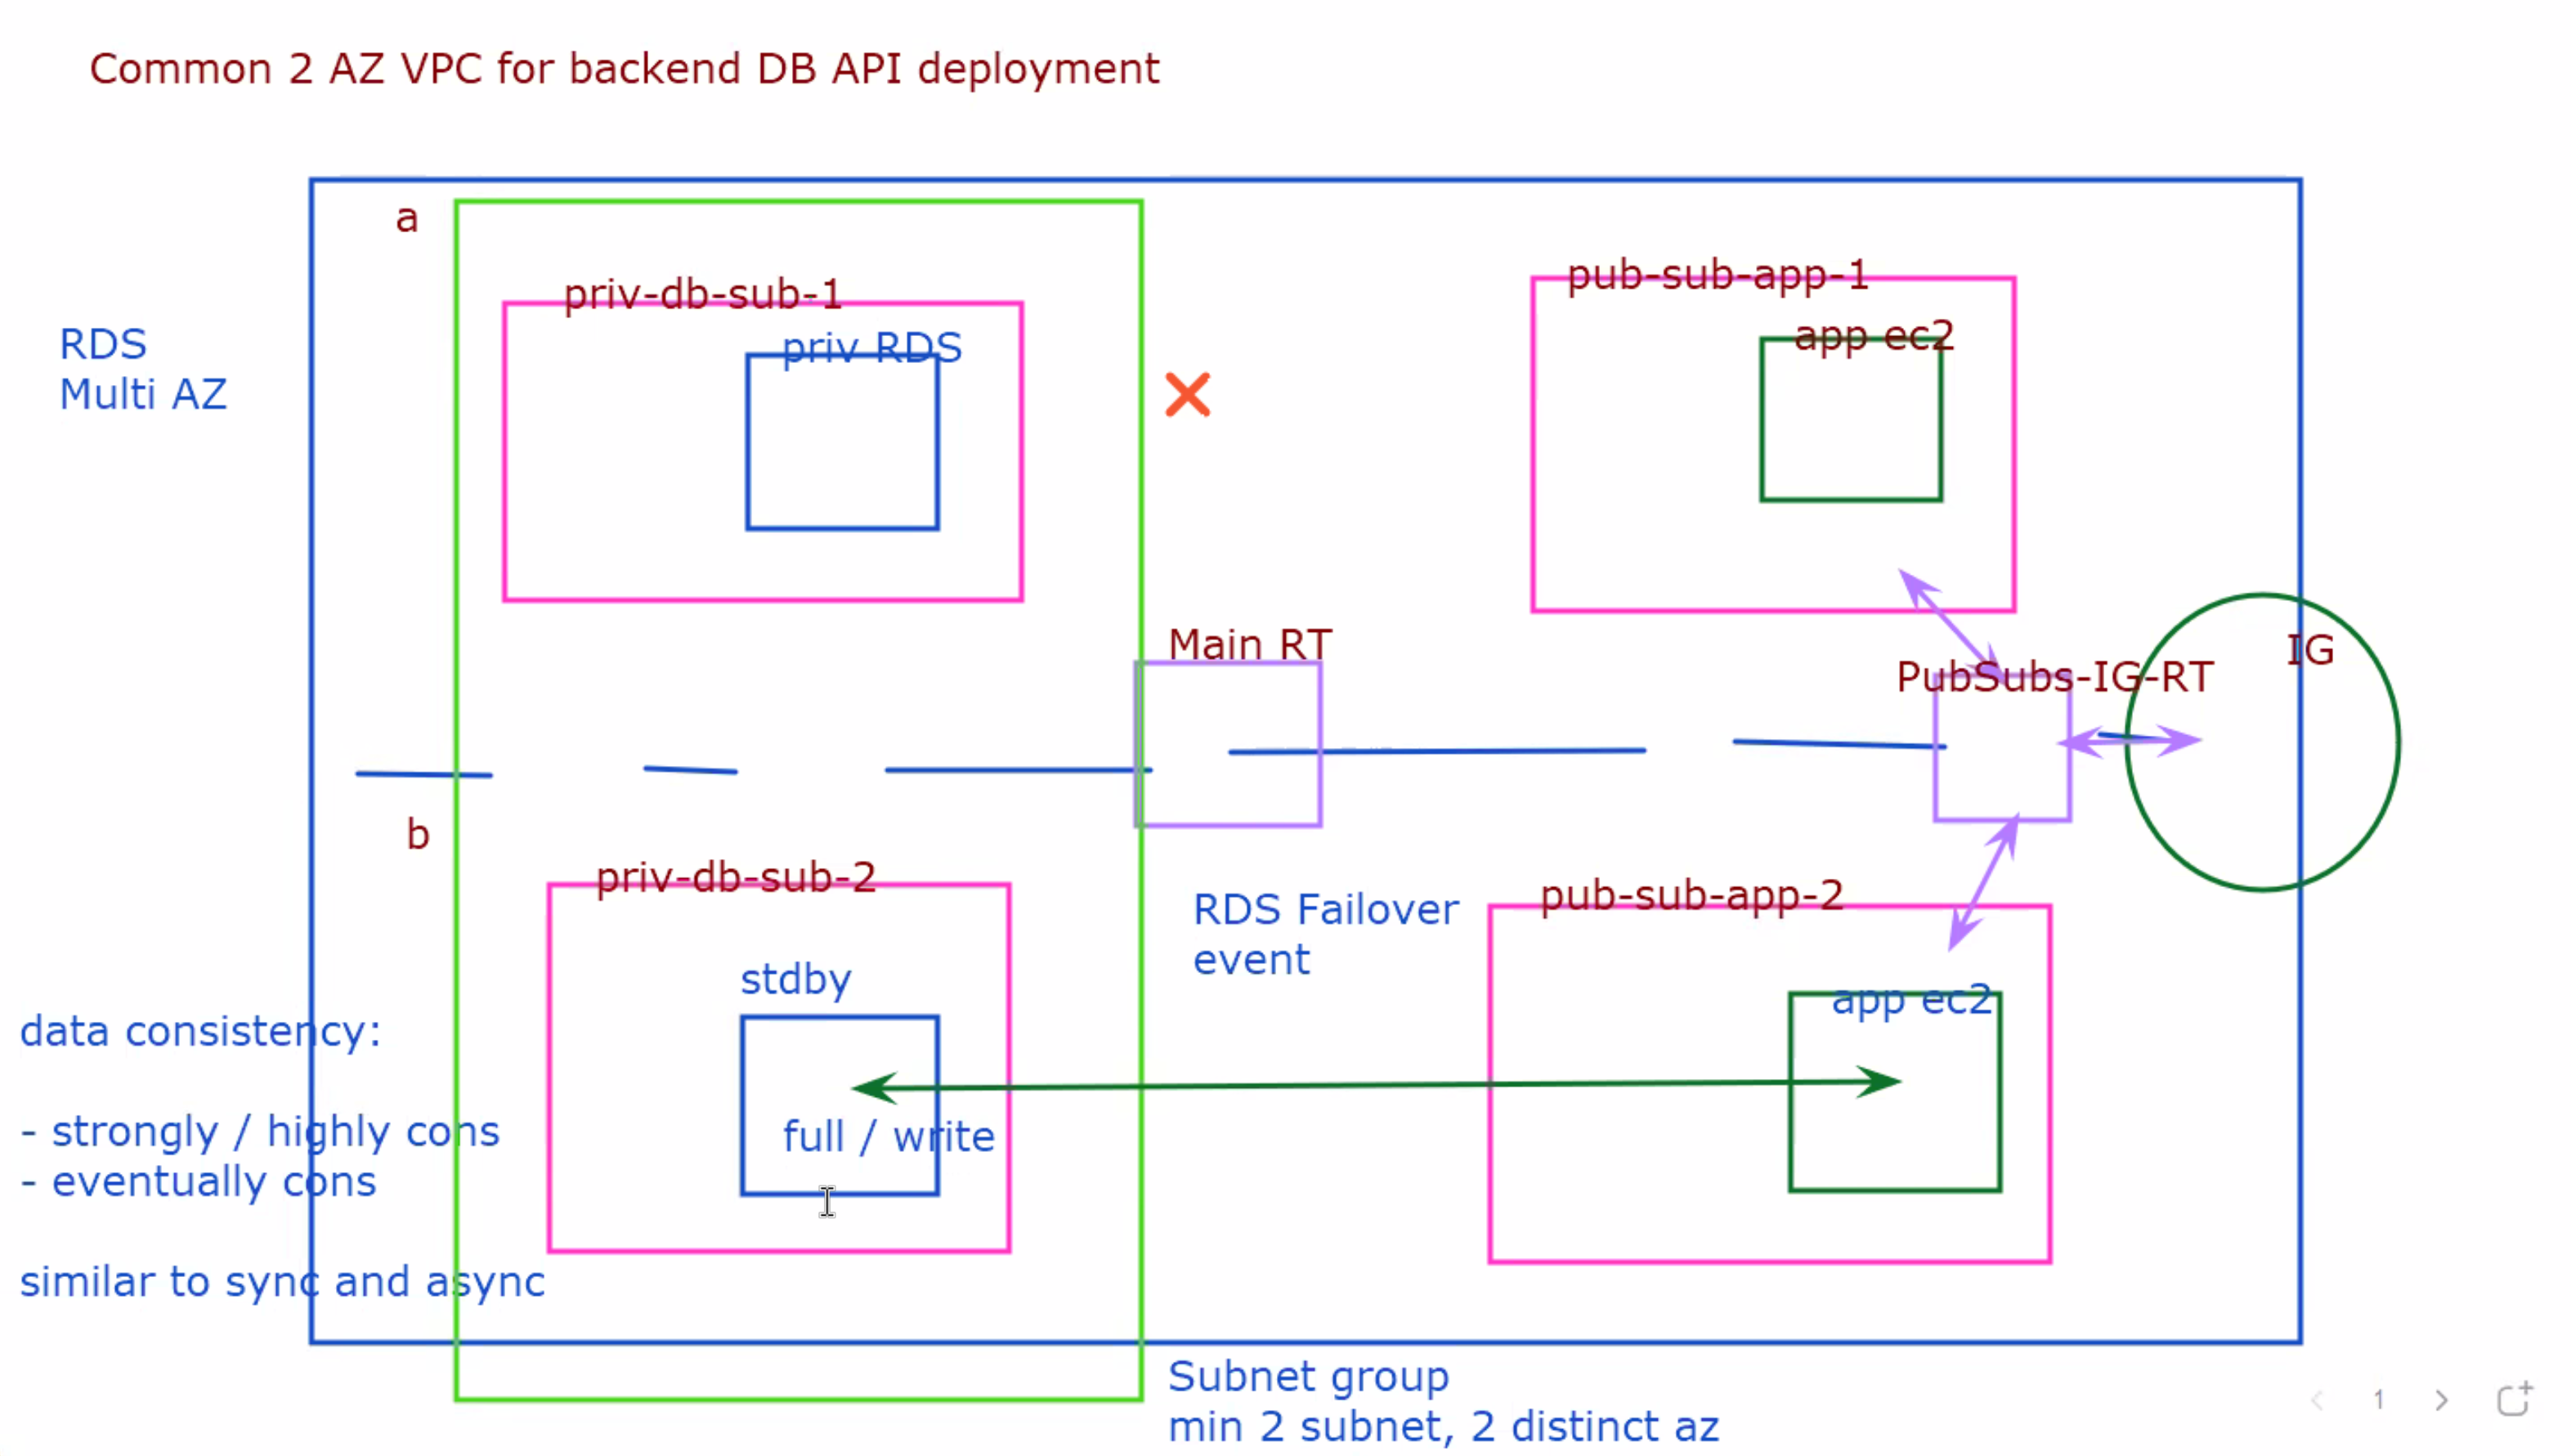 Common 2 AZ VPC for backend DB API deployment
a
priv-db-sub-1
pub-sub-app-1
priv RDS
app ec2
RDS
Multi AZ
Main RT
IG
PubSubs-IG-RT
b
priv-db-sub-2
pub-sub-app-2
RDS Failover
event
stdby
app ec2
full / write
data consistency:
- strongly / highly cons
- eventually cons
similar to sync and async
Subnet group
min 2 subnet, 2 distinct az
1